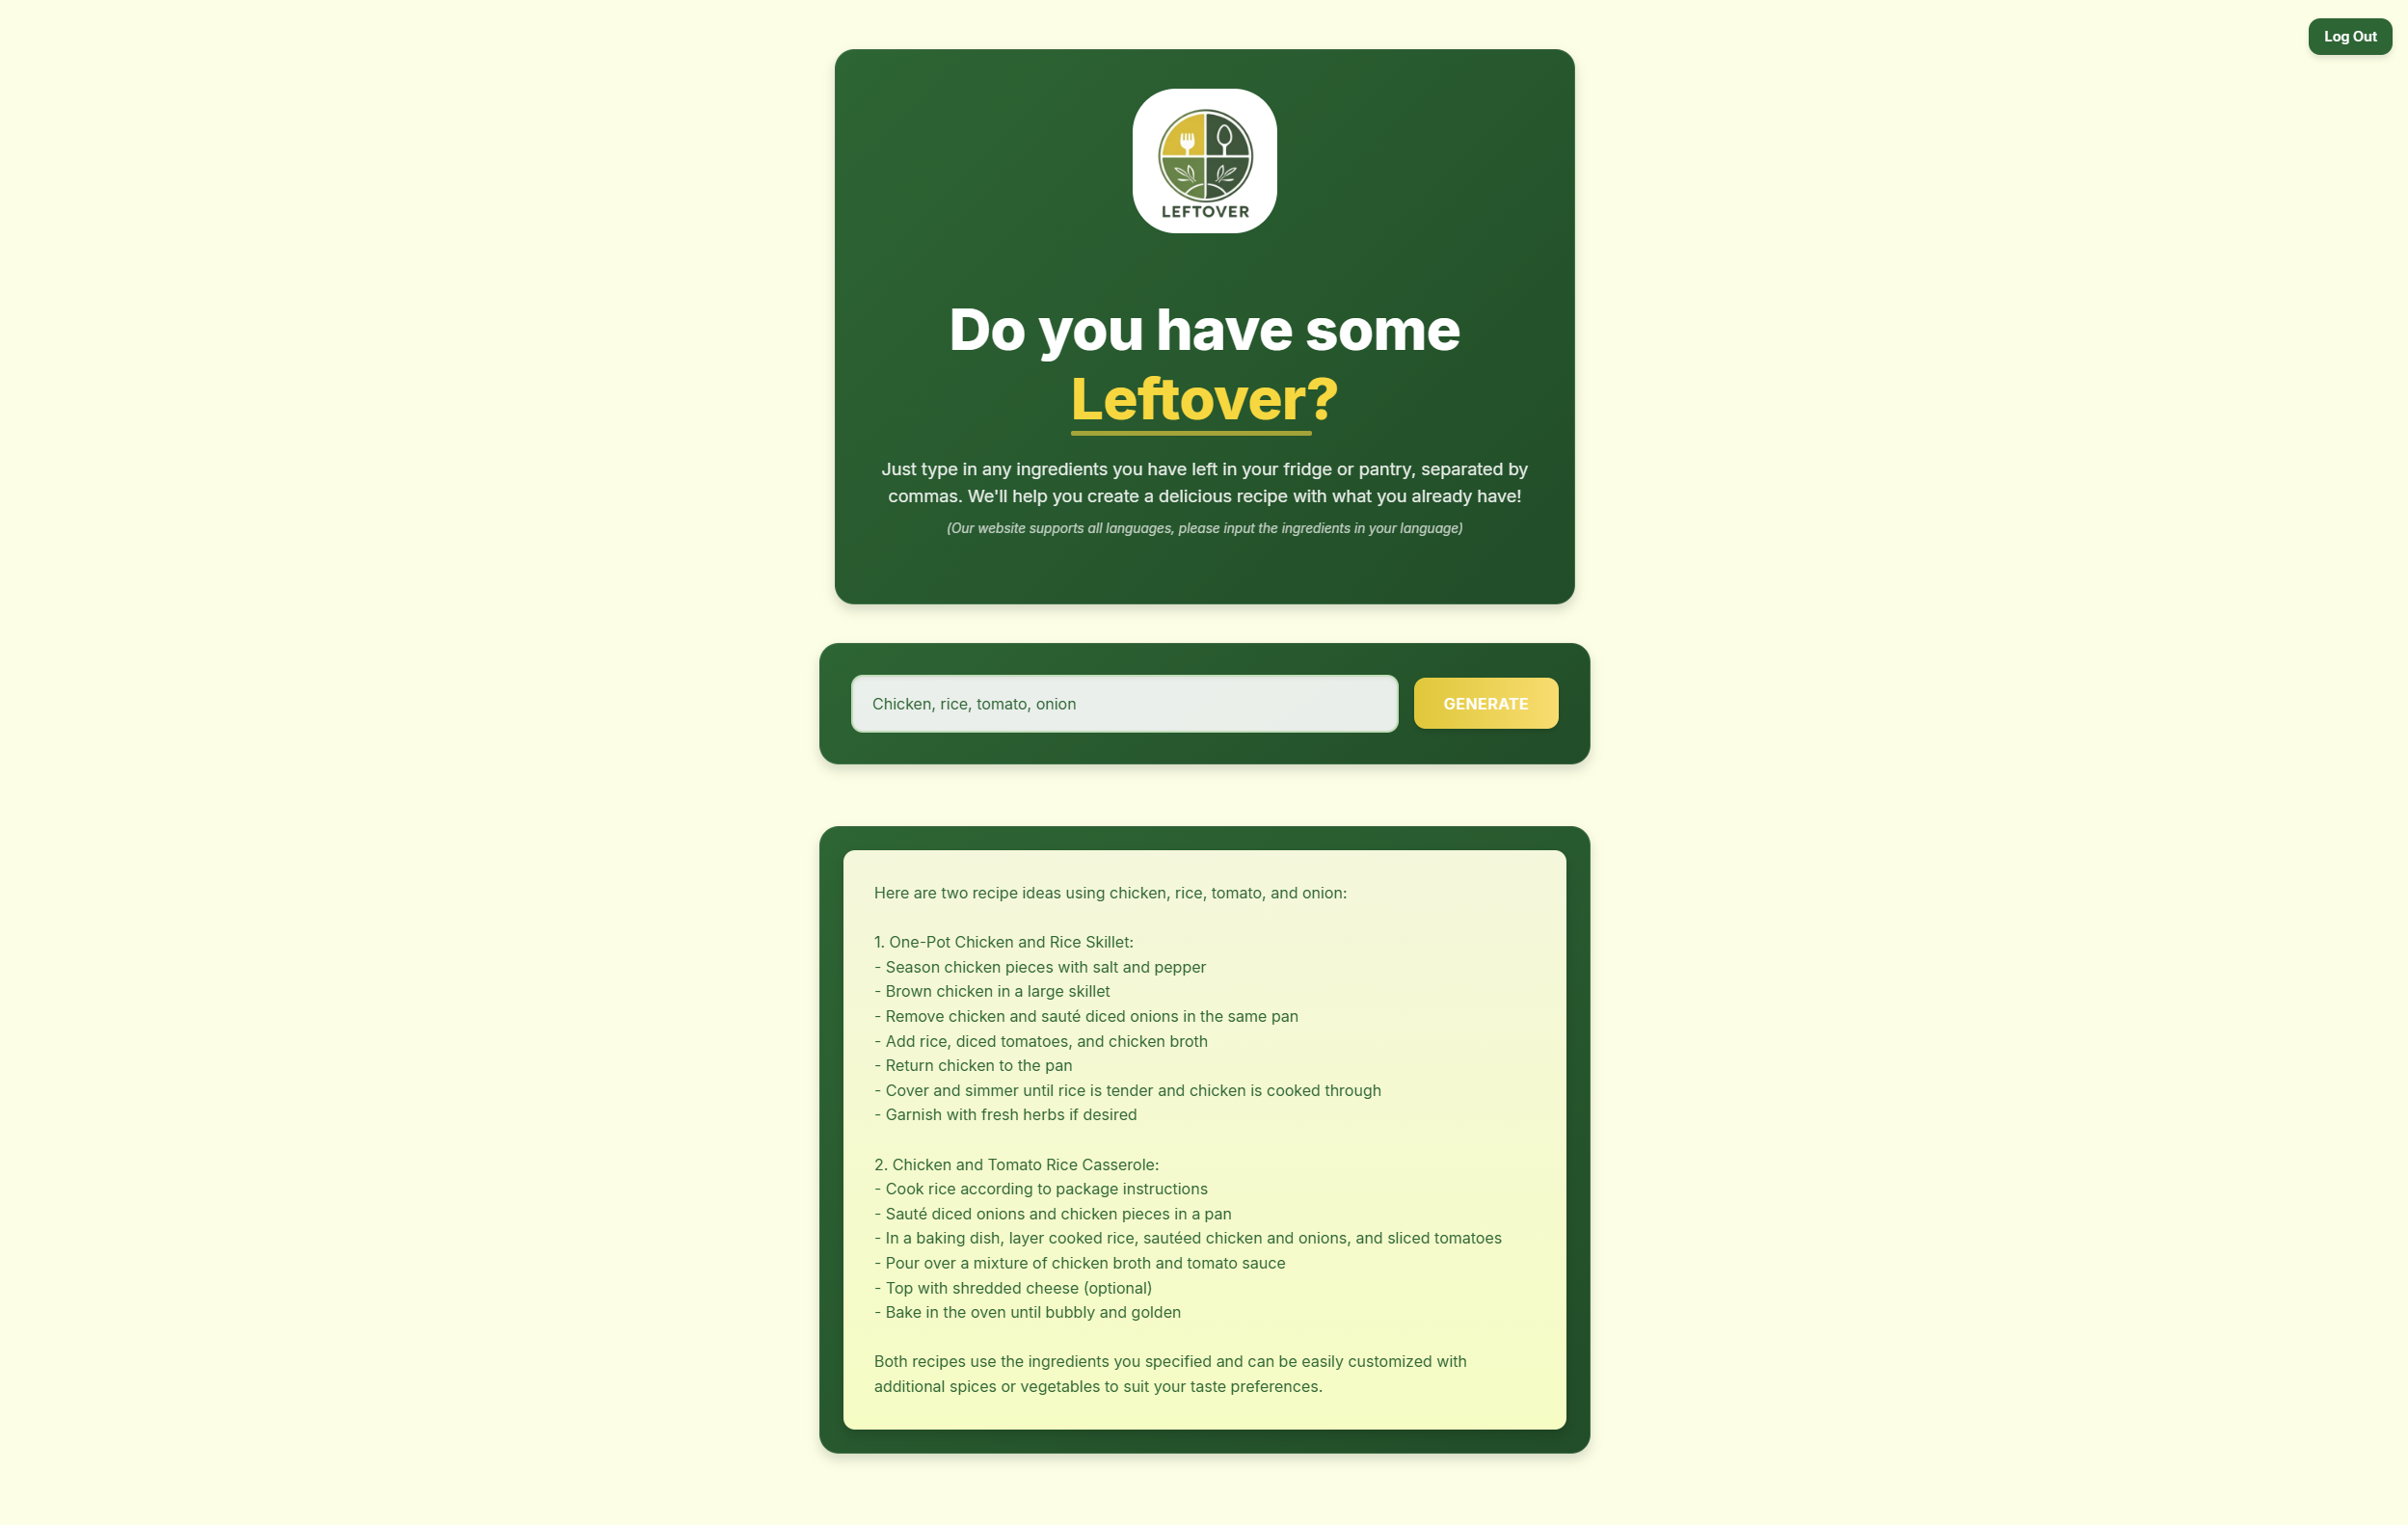 Log Out
LEFTOVER
Do you have some
Leftover?
Just type in any ingredients you have left in your fridge or pantry, separated by
commas. We'll help you create a delicious recipe with what you already have!
(Our website supports all languages, please input the ingredients in your language)
Chicken, rice, tomato, onion
GENERATE
Here are two recipe ideas using chicken, rice, tomato, and onion:
1. One-Pot Chicken and Rice Skillet:
- Season chicken pieces with salt and pepper
- Brown chicken in a large skillet
- Remove chicken and sauté diced onions in the same pan
- Add rice, diced tomatoes, and chicken broth
- Return chicken to the pan
- Cover and simmer until rice is tender and chicken is cooked through
- Garnish with fresh herbs if desired
2. Chicken and Tomato Rice Casserole:
- Cook rice according to package instructions
- Sauté diced onions and chicken pieces in a pan
- In a baking dish, layer cooked rice, sautéed chicken and onions, and sliced tomatoes
- Pour over a mixture of chicken broth and tomato sauce
- Top with shredded cheese (optional)
- Bake in the oven until bubbly and golden
Both recipes use the ingredients you specified and can be easily customized with
additional spices or vegetables to suit your taste preferences.